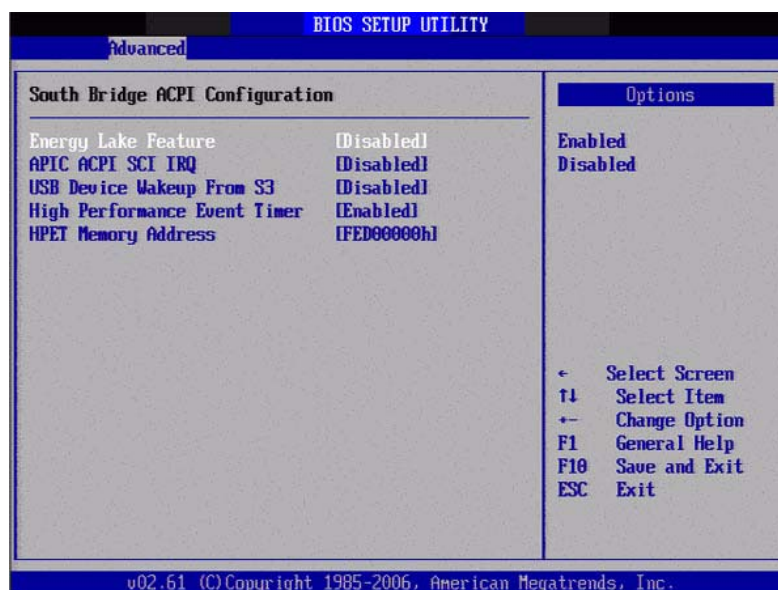 BIOS SETUP UTILITY
Advanced
South Bridge ACPI Configuration
Energy Lake Feature [Disabled]
APIC ACPI SCI IRQ [Disabled]
USB Device Wakeup From S3 [Disabled]
High Performance Event Timer [Enabled]
HPET Memory Address [FED00000h]
Options
Enabled
Disabled
← Select Screen
↑↓ Select Item
+- Change Option
F1 General Help
F10 Save and Exit
ESC Exit
v02.61 (C)Copyright 1985-2006, American Megatrends, Inc.